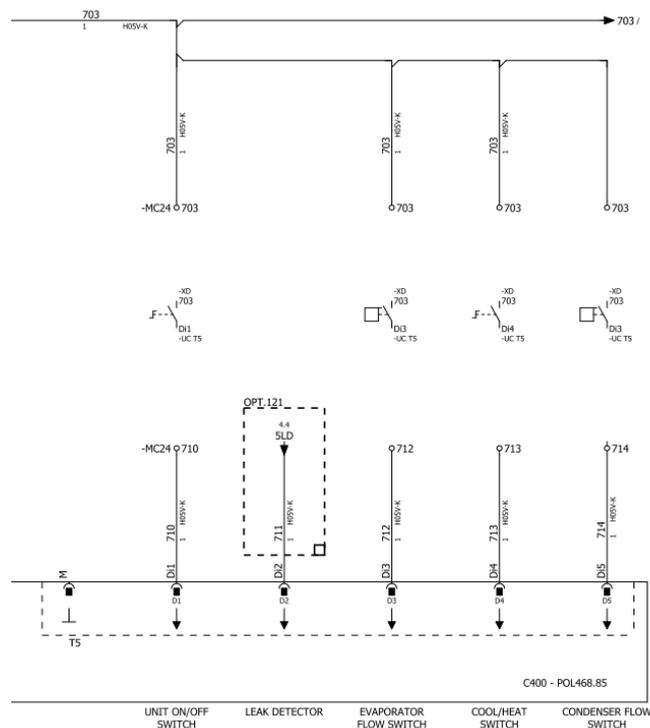 703
1 H05V-K
703 /
703
1 H05V-K
703
1 H05V-K
703
1 H05V-K
-MC24 703
703
703
703
-XD
703
Di1
-UC T5
-XD
703
Di3
-UC T5
-XD
703
Di4
-UC T5
-XD
703
Di3
-UC T5
OPT.121
4.4
5LD
-MC24 710
712
713
714
710
1 H05V-K
711
1 H05V-K
712
1 H05V-K
713
1 H05V-K
714
1 H05V-K
M
Di1
Di2
Di3
Di4
Di5
D1
D2
D3
D4
D5
T5
C400 - POL468.85
UNIT ON/OFF
SWITCH
LEAK DETECTOR
EVAPORATOR
FLOW SWITCH
COOL/HEAT
SWITCH
CONDENSER FLOW
SWITCH